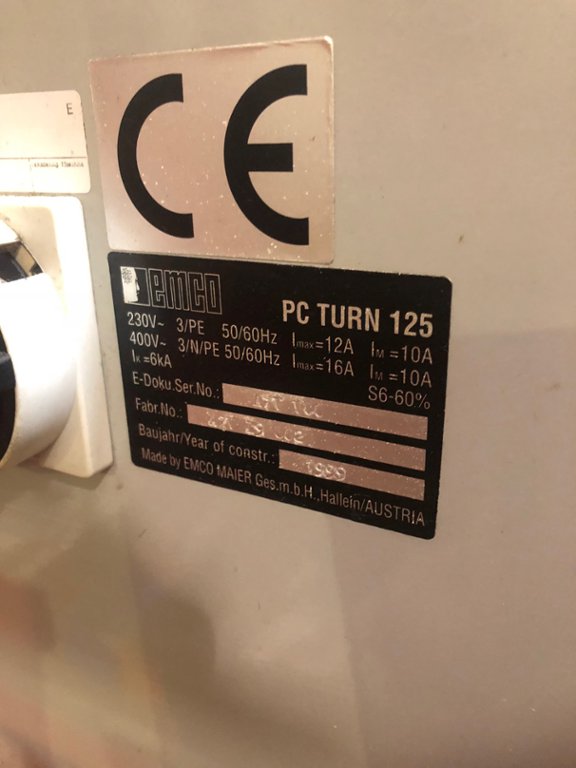 E
CE
emco
PC TURN 125
230V~ 3/PE 50/60Hz Imax=12A IM=10A
400V~ 3/N/PE 50/60Hz Imax=16A IM=10A
IK=6kA S6-60%
E-Doku.Ser.No.:
Fabr.No.:
Baujahr/Year of constr.: 1999
Made by EMCO MAIER Ges.m.b.H.,Hallein/AUSTRIA